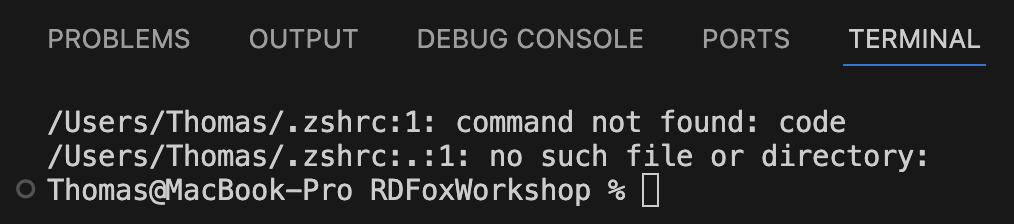 PROBLEMS OUTPUT DEBUG CONSOLE PORTS TERMINAL
/Users/Thomas/.zshrc:1: command not found: code
/Users/Thomas/.zshrc:.:1: no such file or directory:
Thomas@MacBook-Pro RDFoxWorkshop %